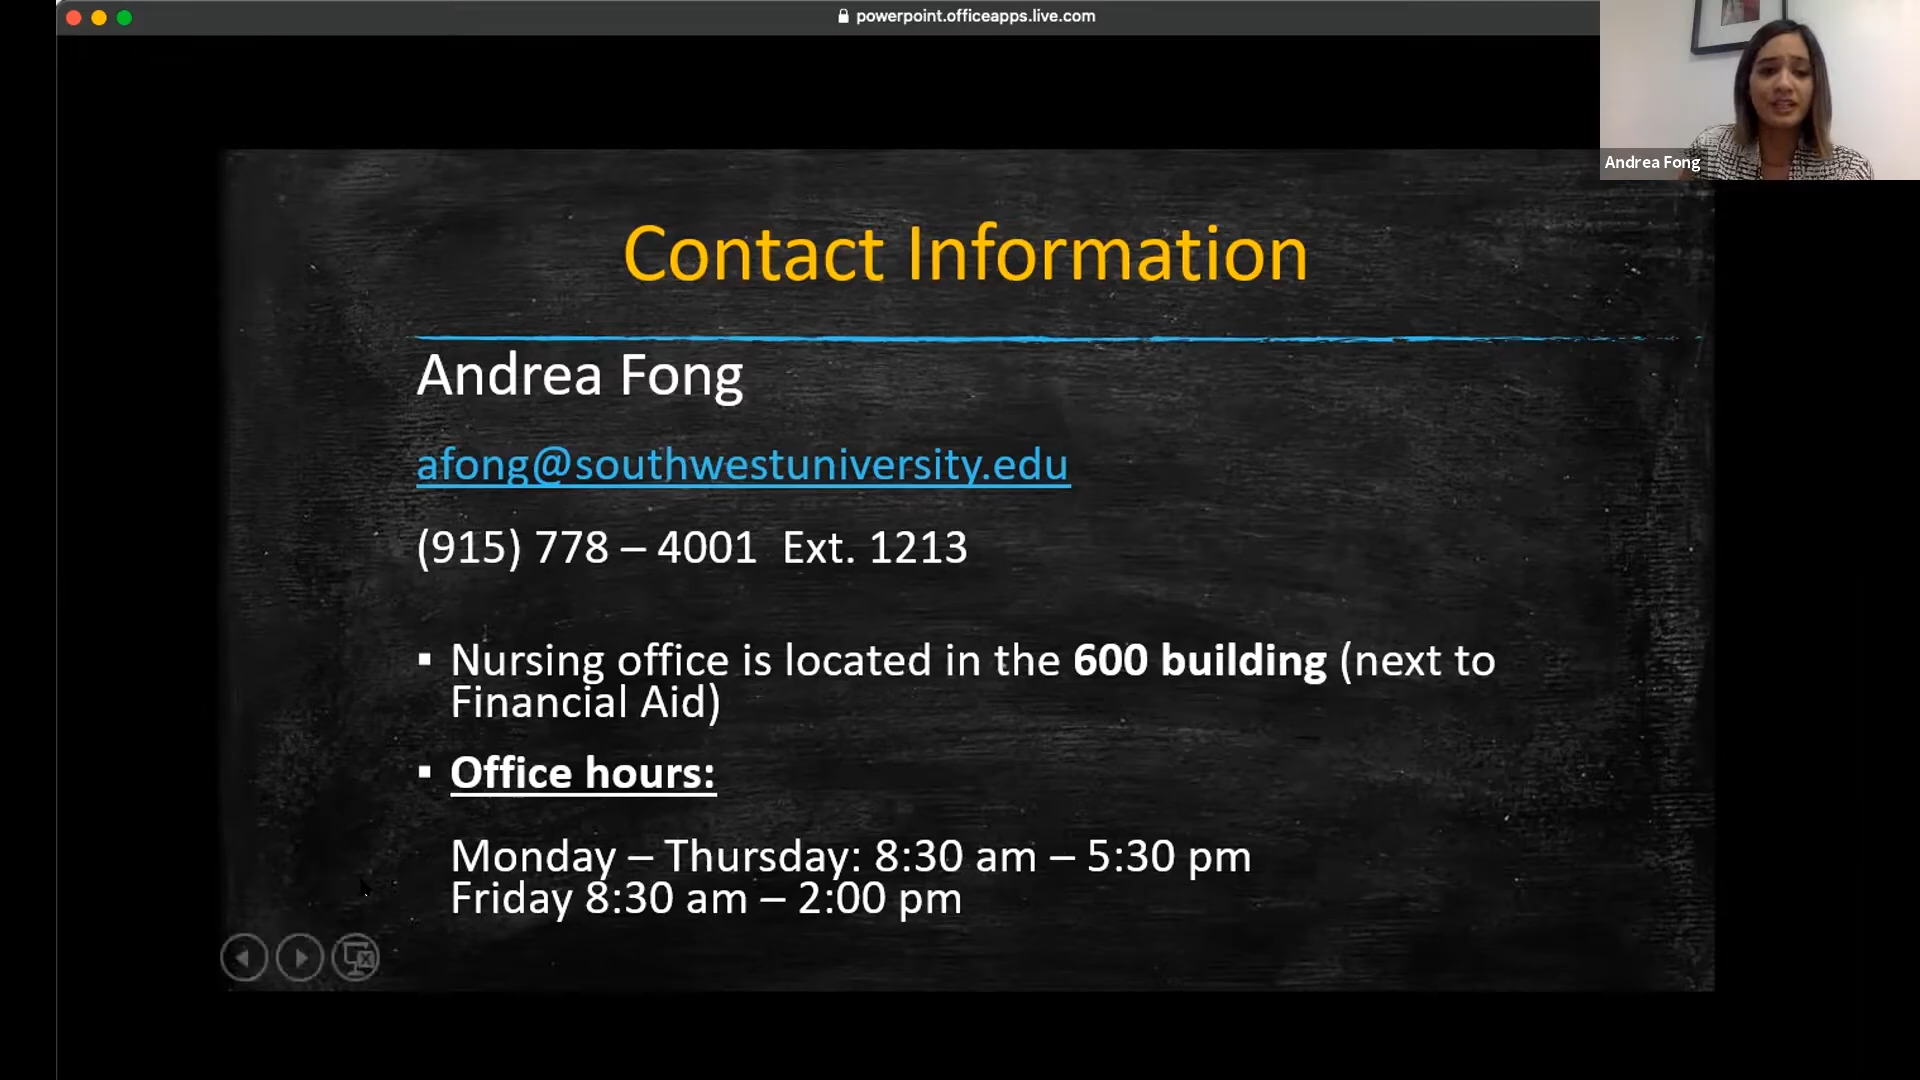 powerpoint.officeapps.live.com
Andrea Fong
Contact Information
Andrea Fong
afong@southwestuniversity.edu
(915) 778 – 4001  Ext. 1213
▪ Nursing office is located in the 600 building (next to
Financial Aid)
▪ Office hours:
Monday – Thursday: 8:30 am – 5:30 pm
Friday 8:30 am – 2:00 pm